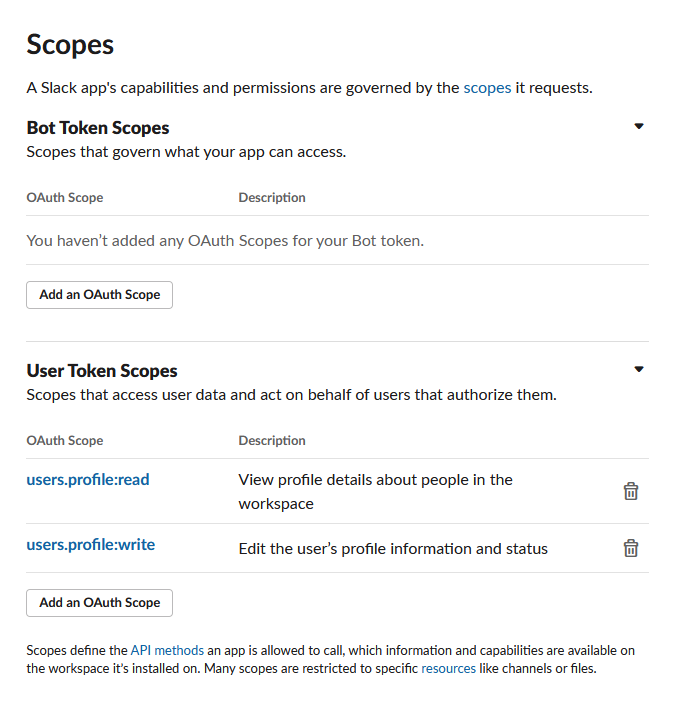 Scopes
A Slack app's capabilities and permissions are governed by the scopes it requests.
Bot Token Scopes
Scopes that govern what your app can access.
OAuth Scope Description
You haven’t added any OAuth Scopes for your Bot token.
Add an OAuth Scope
User Token Scopes
Scopes that access user data and act on behalf of users that authorize them.
OAuth Scope Description
users.profile:read View profile details about people in the
workspace
users.profile:write Edit the user’s profile information and status
Add an OAuth Scope
Scopes define the API methods an app is allowed to call, which information and capabilities are available on
the workspace it's installed on. Many scopes are restricted to specific resources like channels or files.